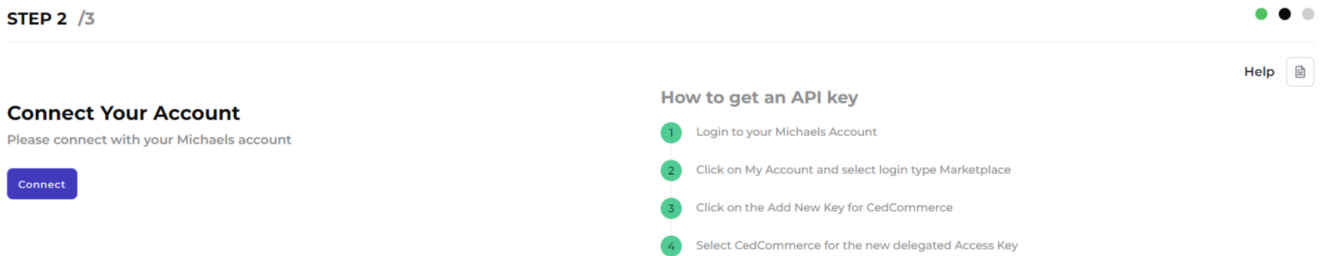 STEP 2 /3
Help
Connect Your Account
Please connect with your Michaels account
Connect
How to get an API key
1 Login to your Michaels Account
2 Click on My Account and select login type Marketplace
3 Click on the Add New Key for CedCommerce
4 Select CedCommerce for the new delegated Access Key